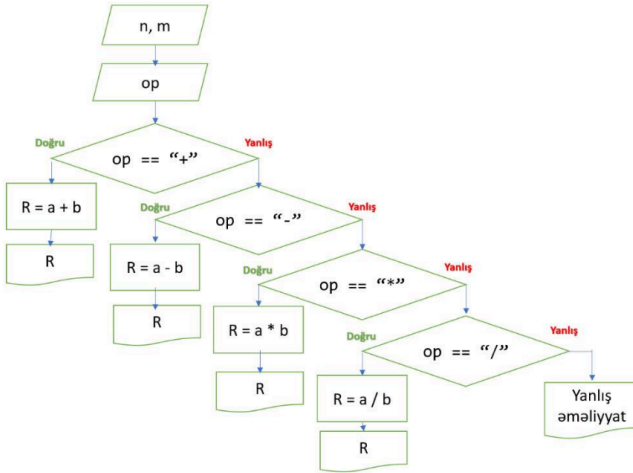 n, m
op
Doğru
Yanlış
op == “+”
R = a + b
R
Doğru
Yanlış
op == “-”
R = a - b
R
Doğru
Yanlış
op == “*”
R = a * b
R
Doğru
Yanlış
op == “/”
R = a / b
R
Yanlış
əməliyyat